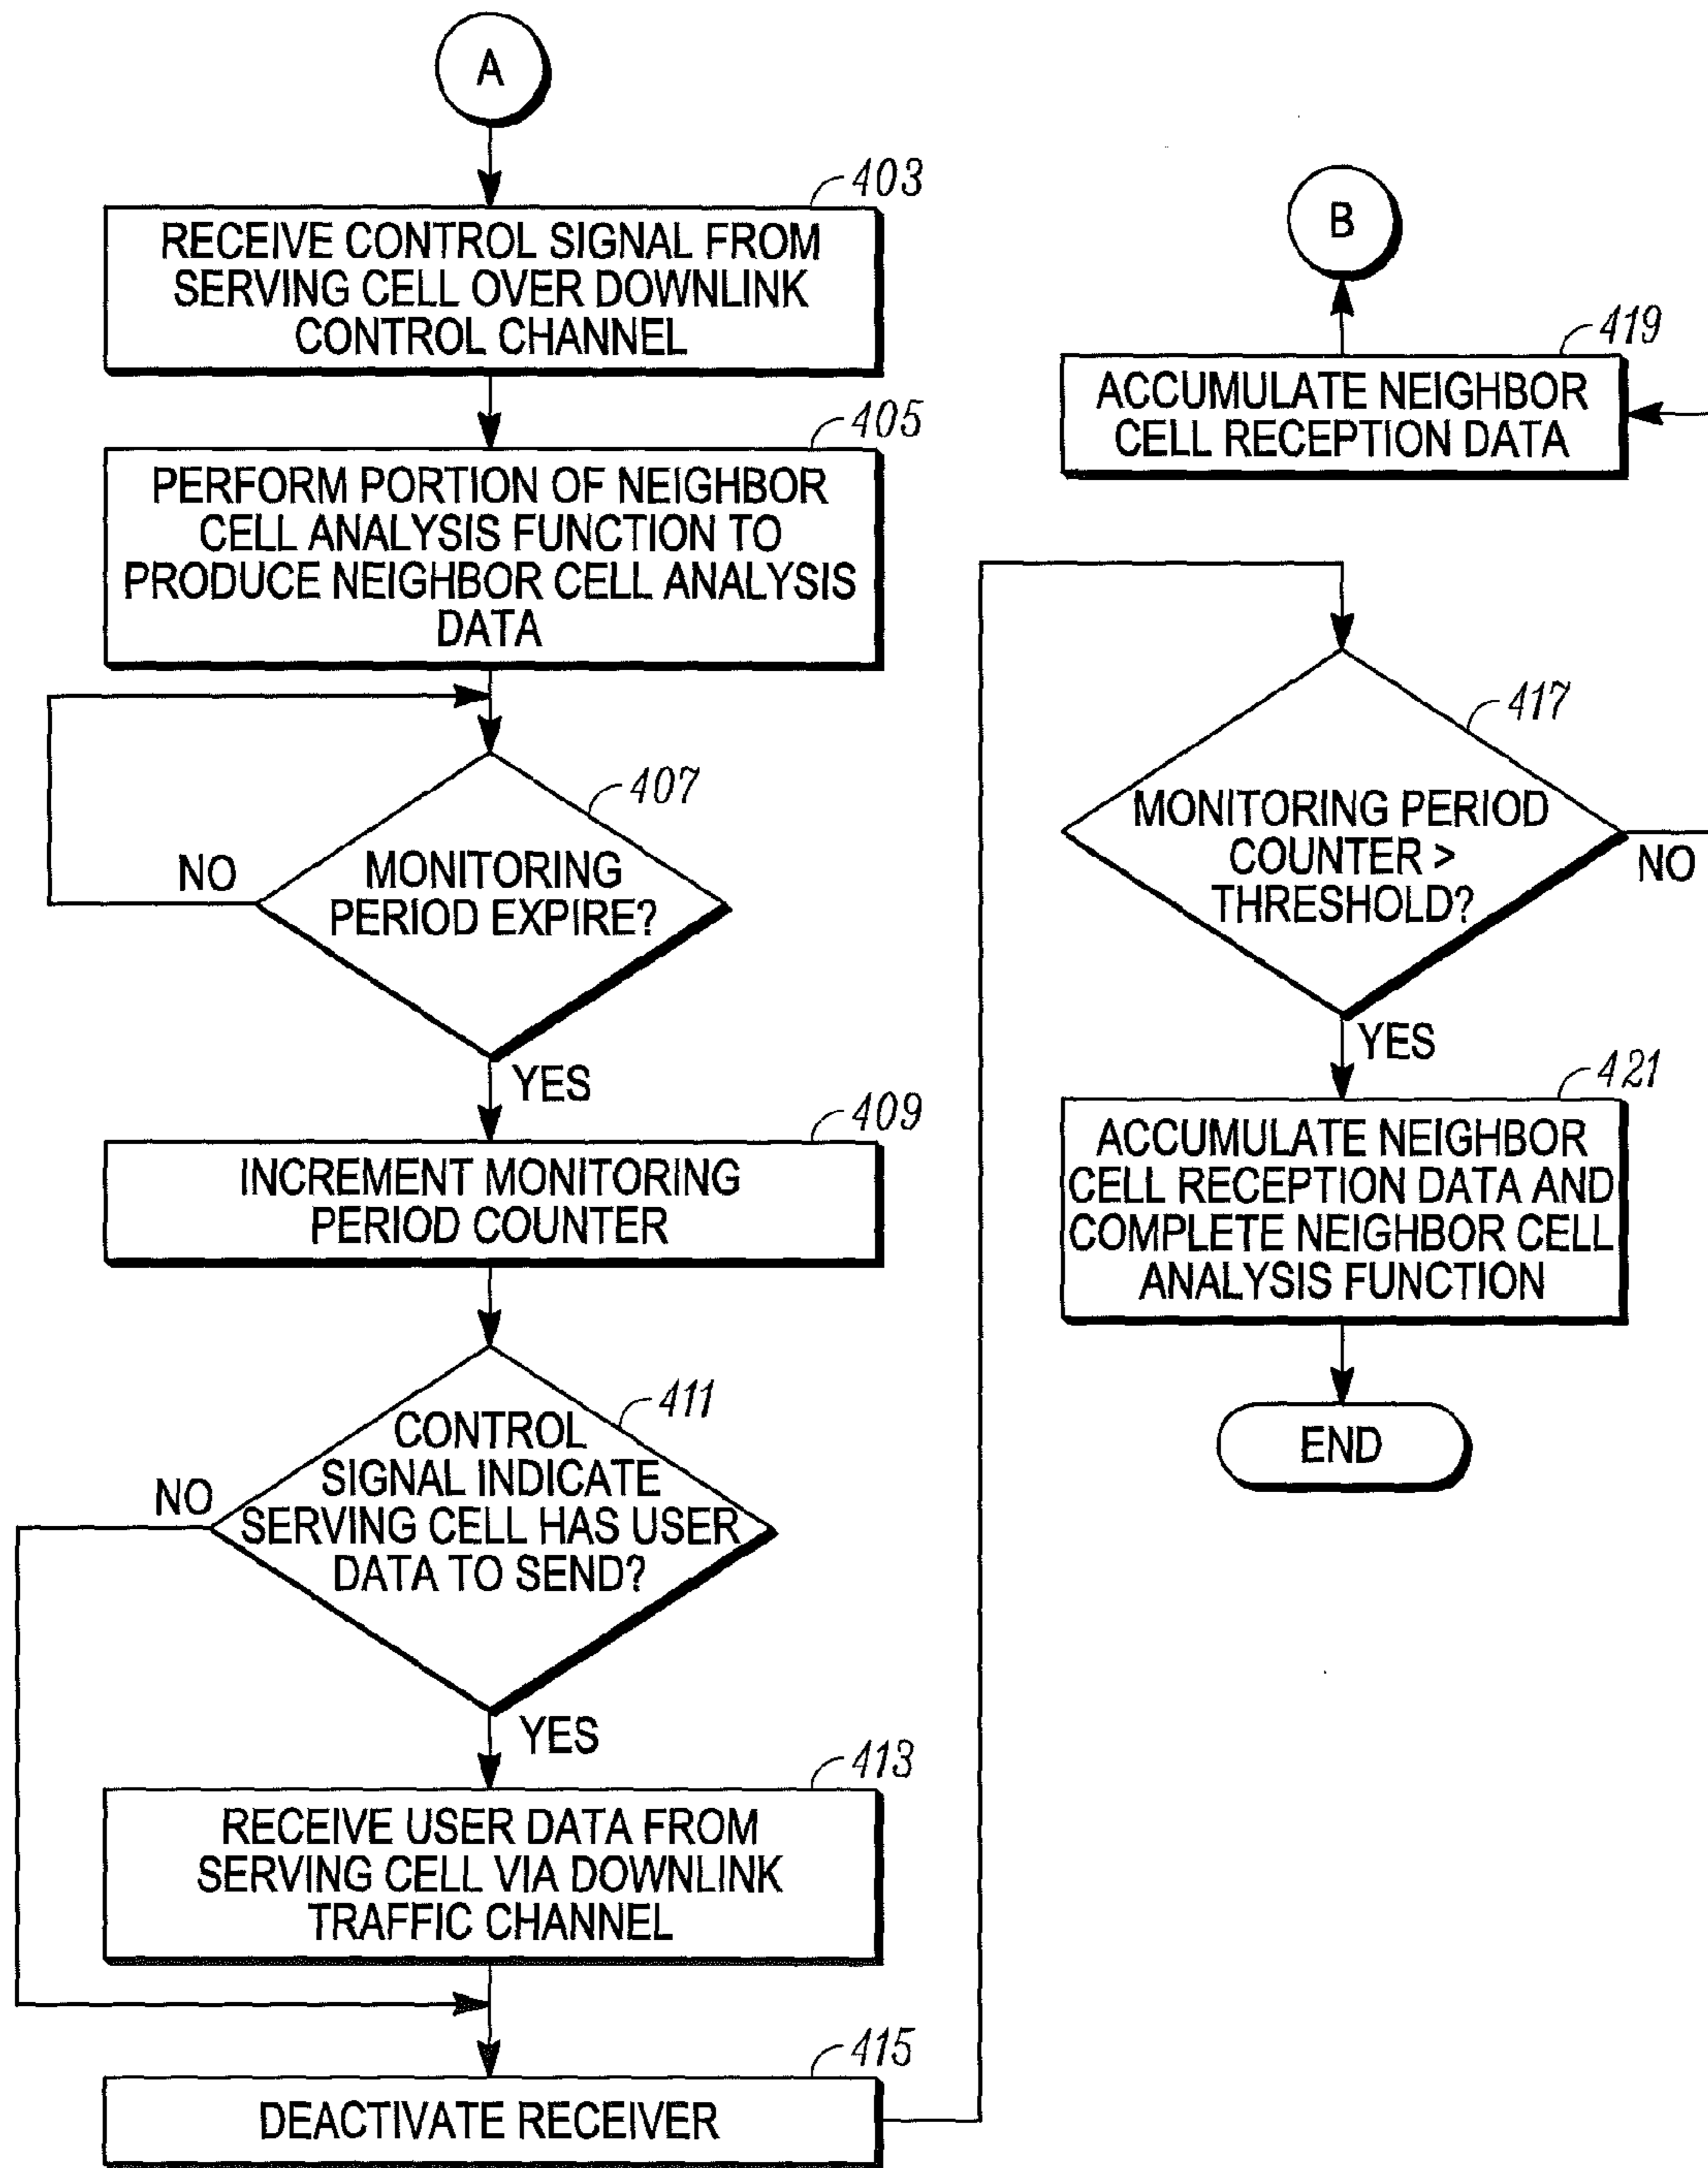 A
403
RECEIVE CONTROL SIGNAL FROM
SERVING CELL OVER DOWNLINK
CONTROL CHANNEL
405
PERFORM PORTION OF NEIGHBOR
CELL ANALYSIS FUNCTION TO
PRODUCE NEIGHBOR CELL ANALYSIS
DATA
407
NO
MONITORING
PERIOD EXPIRE?
YES
409
INCREMENT MONITORING
PERIOD COUNTER
411
CONTROL
SIGNAL INDICATE
NO
SERVING CELL HAS USER
DATA TO SEND?
YES
413
RECEIVE USER DATA FROM
SERVING CELL VIA DOWNLINK
TRAFFIC CHANNEL
415
DEACTIVATE RECEIVER
B
419
ACCUMULATE NEIGHBOR
CELL RECEPTION DATA
417
MONITORING PERIOD
COUNTER >
THRESHOLD?
NO
YES
421
ACCUMULATE NEIGHBOR
CELL RECEPTION DATA AND
COMPLETE NEIGHBOR CELL
ANALYSIS FUNCTION
END